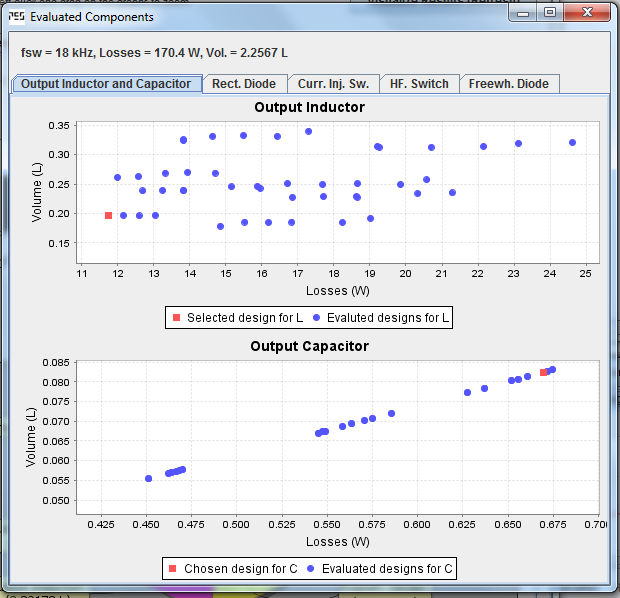 Evaluated Components
fsw = 18 kHz, Losses = 170.4 W, Vol. = 2.2567 L
Output Inductor and Capacitor Rect. Diode Curr. Inj. Sw. HF. Switch Freewh. Diode
Output Inductor
0.35
0.30
0.25
0.20
0.15
Volume (L)
11 12 13 14 15 16 17 18 19 20 21 22 23 24 25
Losses (W)
Selected design for L Evaluted designs for L
Output Capacitor
0.085
0.080
0.075
0.070
0.065
0.060
0.055
0.050
Volume (L)
0.425 0.450 0.475 0.500 0.525 0.550 0.575 0.600 0.625 0.650 0.675 0.700
Losses (W)
Chosen design for C Evaluated designs for C